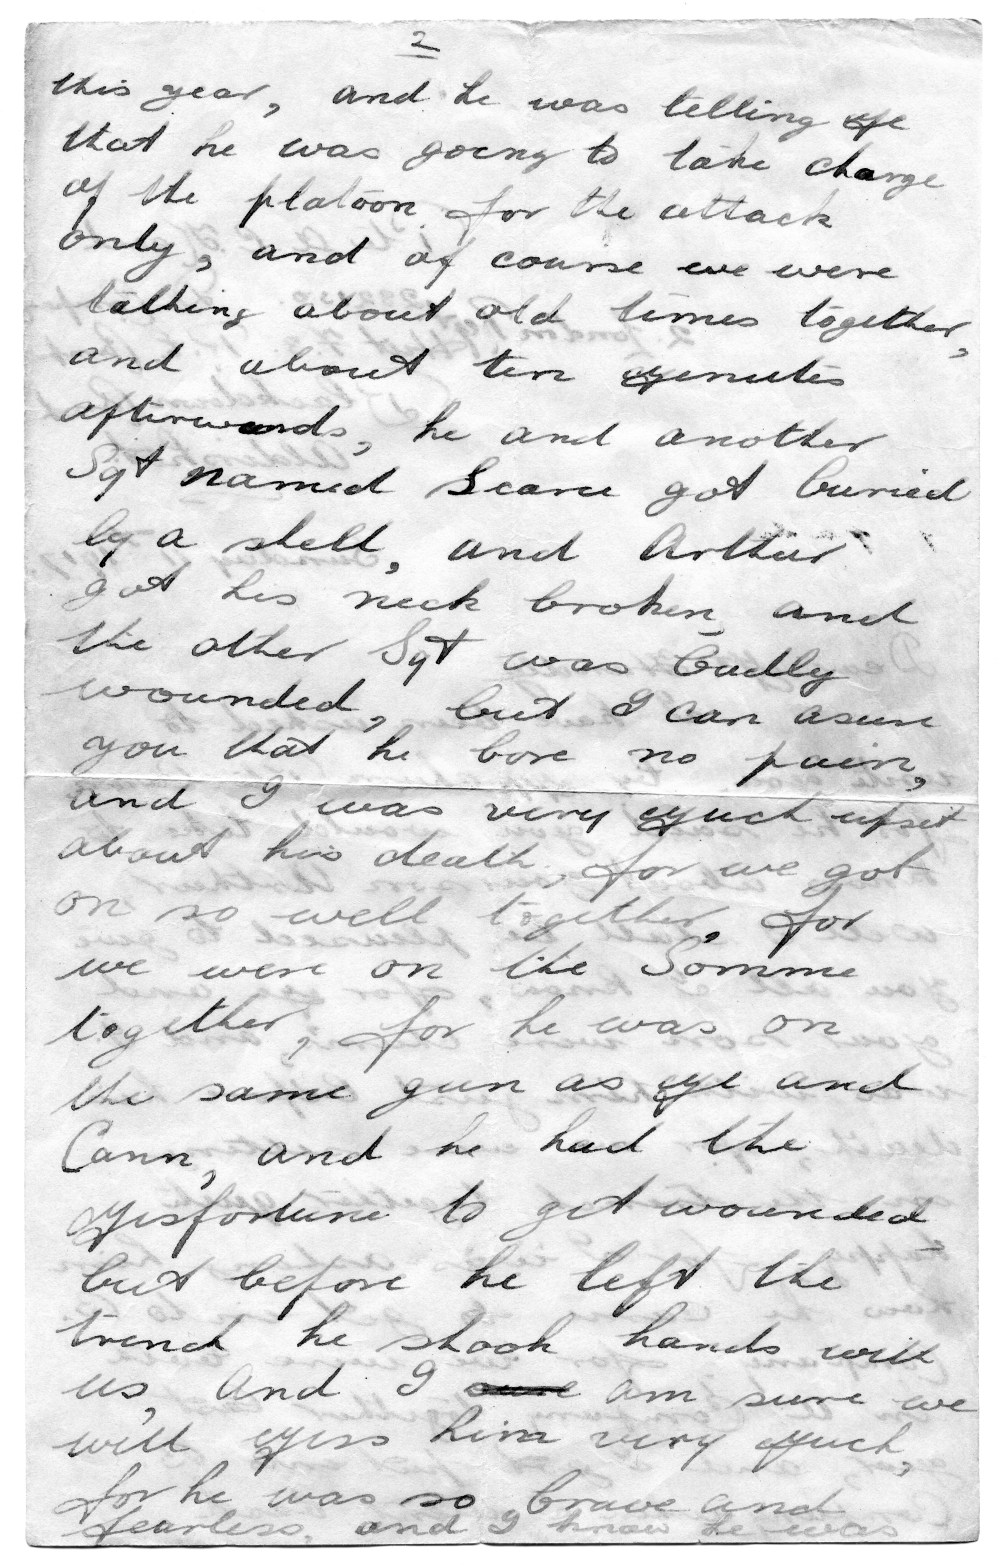 2
this year, and he was telling me
that he was going to take charge
of the platoon for the attack
only, and of course we were
talking about old times together,
and about ten minutes
afterwards, he and another
Sgt named Scarce got buried
by a shell, and Arthur
got his neck broken, and
the other Sgt was badly
wounded, but I can asure
you that he bore no pain,
and I was very much upset
about his death, for we got
on so well together, for
we were on the Somme
together, for he was on
the same gun as me and
Cann, and he had the
misfortune to get wounded,
but before he left the
trench he shook hands with
us, and I am sure we
will miss him very much,
for he was so brave and
fearless, and I know he was